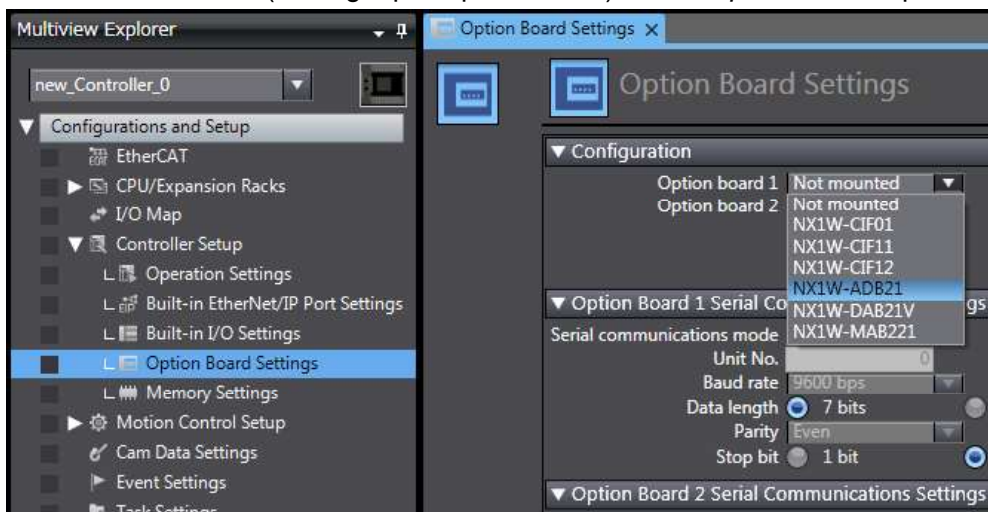 Multiview Explorer
new_Controller_0
Configurations and Setup
EtherCAT
CPU/Expansion Racks
I/O Map
Controller Setup
Operation Settings
Built-in EtherNet/IP Port Settings
Built-in I/O Settings
Option Board Settings
Memory Settings
Motion Control Setup
Cam Data Settings
Event Settings
Task Settings
Option Board Settings
Option Board Settings
Configuration
Option board 1 Not mounted
Option board 2 Not mounted
NX1W-CIF01
NX1W-CIF11
NX1W-CIF12
NX1W-ADB21
NX1W-DAB21V
NX1W-MAB221
Option Board 1 Serial Co gs
Serial communications mode
Unit No. 0
Baud rate 9600 bps
Data length 7 bits
Parity Even
Stop bit 1 bit
Option Board 2 Serial Communications Settings